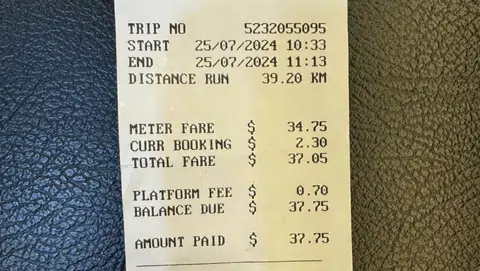 TRIP NO 5232055095
START 25/07/2024 10:33
END 25/07/2024 11:13
DISTANCE RUN 39.20 KM
METER FARE $ 34.75
CURR BOOKING $ 2.30
TOTAL FARE $ 37.05
PLATFORM FEE $ 0.70
BALANCE DUE $ 37.75
AMOUNT PAID $ 37.75